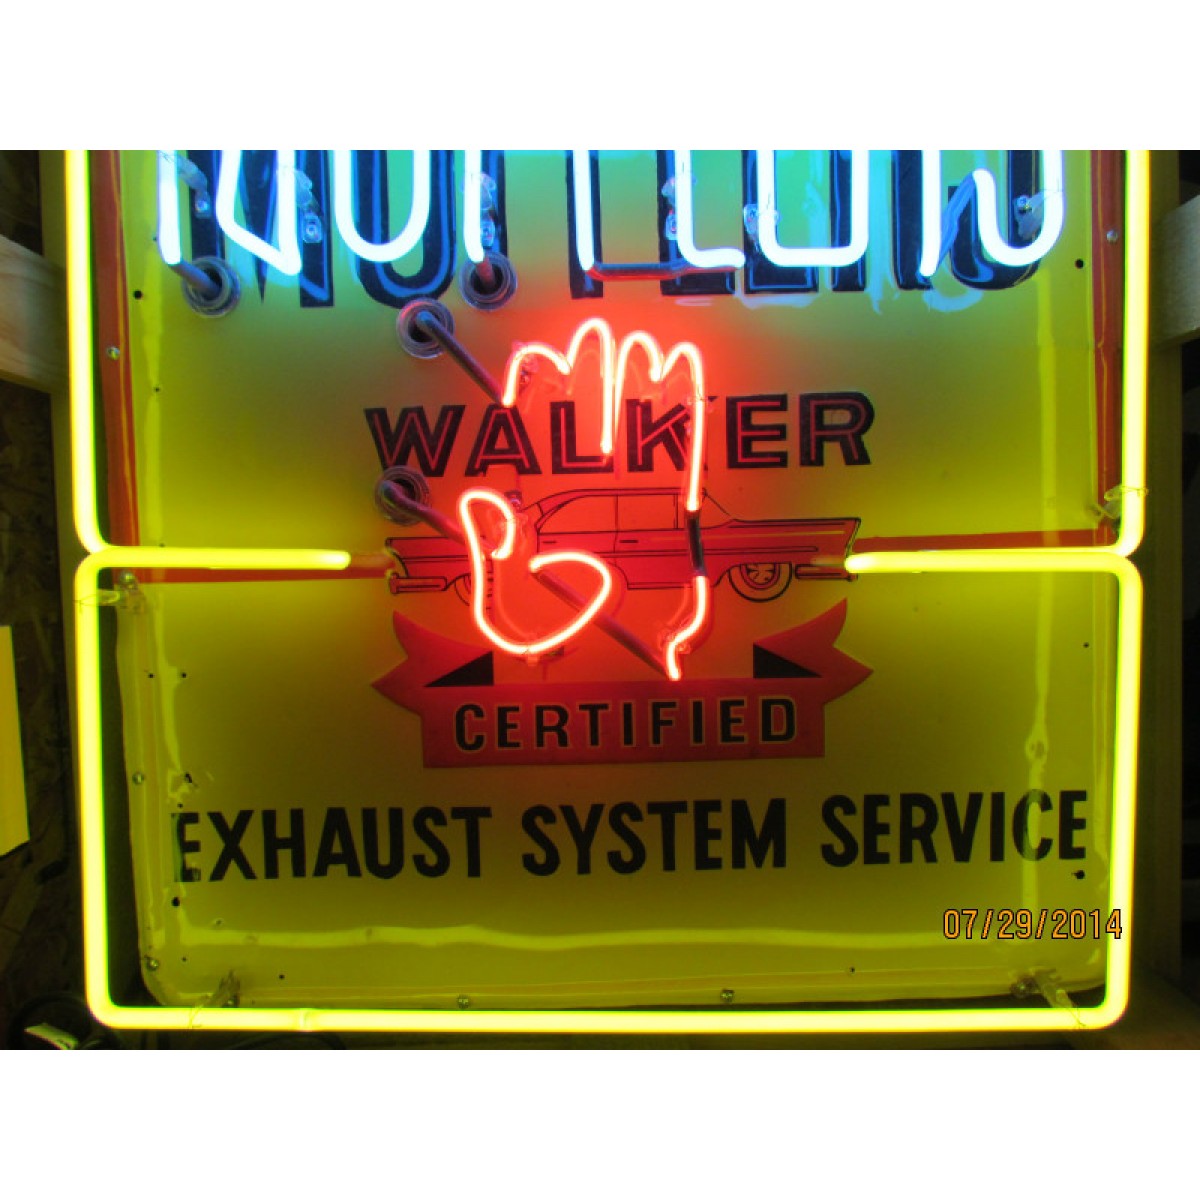 WALKER
CERTIFIED
EXHAUST SYSTEM SERVICE
07/29/2014